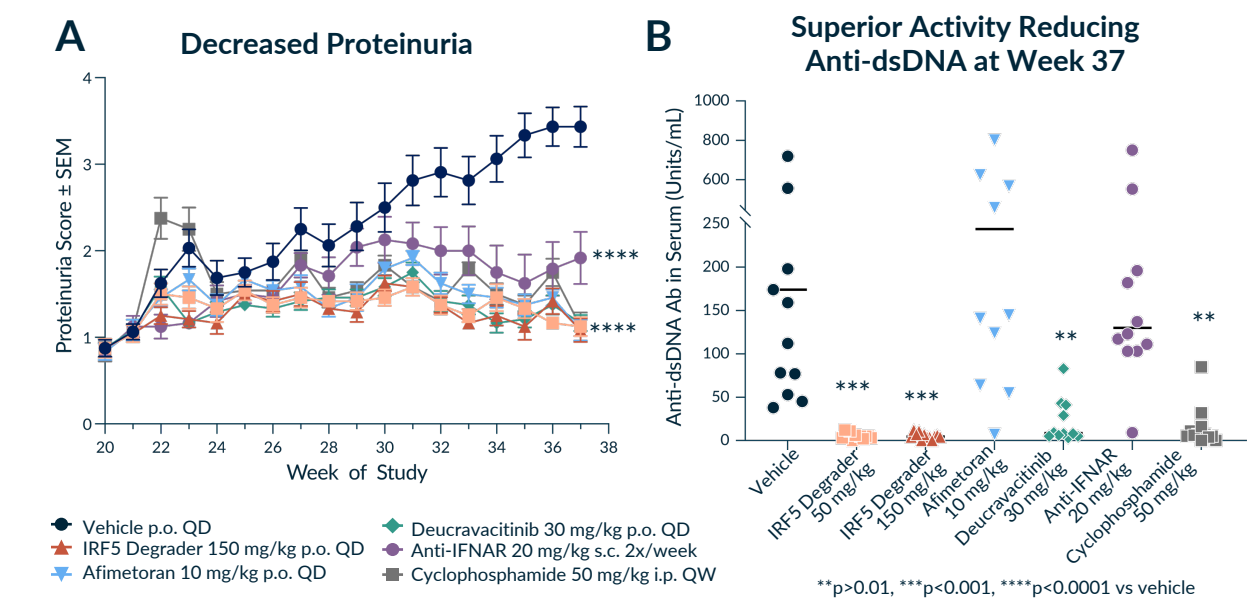 A
Decreased Proteinuria
Proteinuria Score ± SEM
4
3
2
1
0
20
22
24
26
28
30
32
34
36
38
Week of Study
****
****
Vehicle p.o. QD
IRF5 Degrader 150 mg/kg p.o. QD
Afimetoran 10 mg/kg p.o. QD
Deucravacitinib 30 mg/kg p.o. QD
Anti-IFNAR 20 mg/kg s.c. 2x/week
Cyclophosphamide 50 mg/kg i.p. QW
B
Superior Activity Reducing
Anti-dsDNA at Week 37
Anti-dsDNA Ab in Serum (Units/mL)
1000
800
600
250
200
150
100
50
0
***
***
**
**
Vehicle
IRF5 Degrader
50 mg/kg
IRF5 Degrader
150 mg/kg
Afimetoran
10 mg/kg
Deucravacitinib
30 mg/kg
Anti-IFNAR
20 mg/kg
Cyclophosphamide
50 mg/kg
**p>0.01, ***p<0.001, ****p<0.0001 vs vehicle